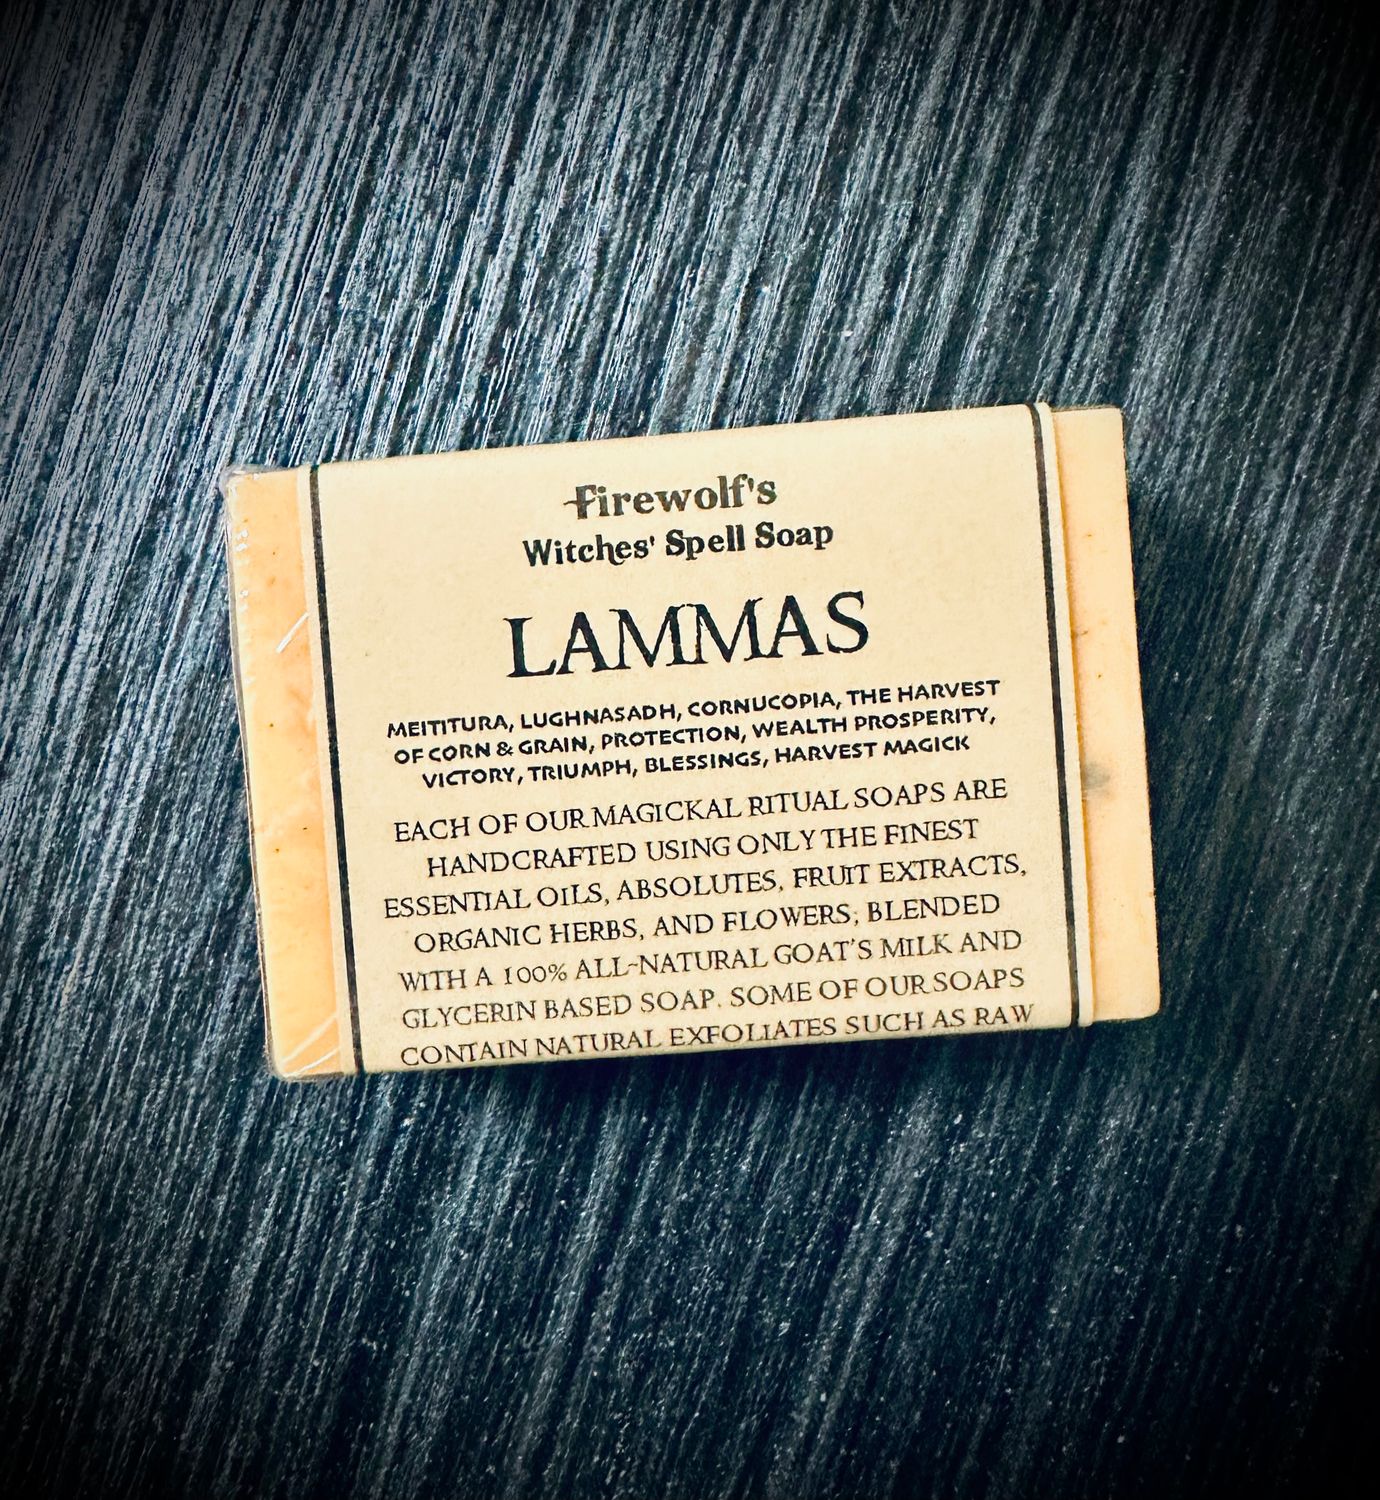 Firewolf's
Witches' Spell Soap
LAMMAS
MEITITURA, LUGHNASADH, CORNUCOPIA, THE HARVEST
OF CORN & GRAIN, PROTECTION, WEALTH PROSPERITY,
VICTORY, TRIUMPH, BLESSINGS, HARVEST MAGICK
EACH OF OUR MAGICKAL RITUAL SOAPS ARE
HANDCRAFTED USING ONLY THE FINEST
ESSENTIAL OILS, ABSOLUTES, FRUIT EXTRACTS,
ORGANIC HERBS, AND FLOWERS; BLENDED
WITH A 100% ALL-NATURAL GOAT'S MILK AND
GLYCERIN BASED SOAP. SOME OF OUR SOAPS
CONTAIN NATURAL EXFOLIATES SUCH AS RAW